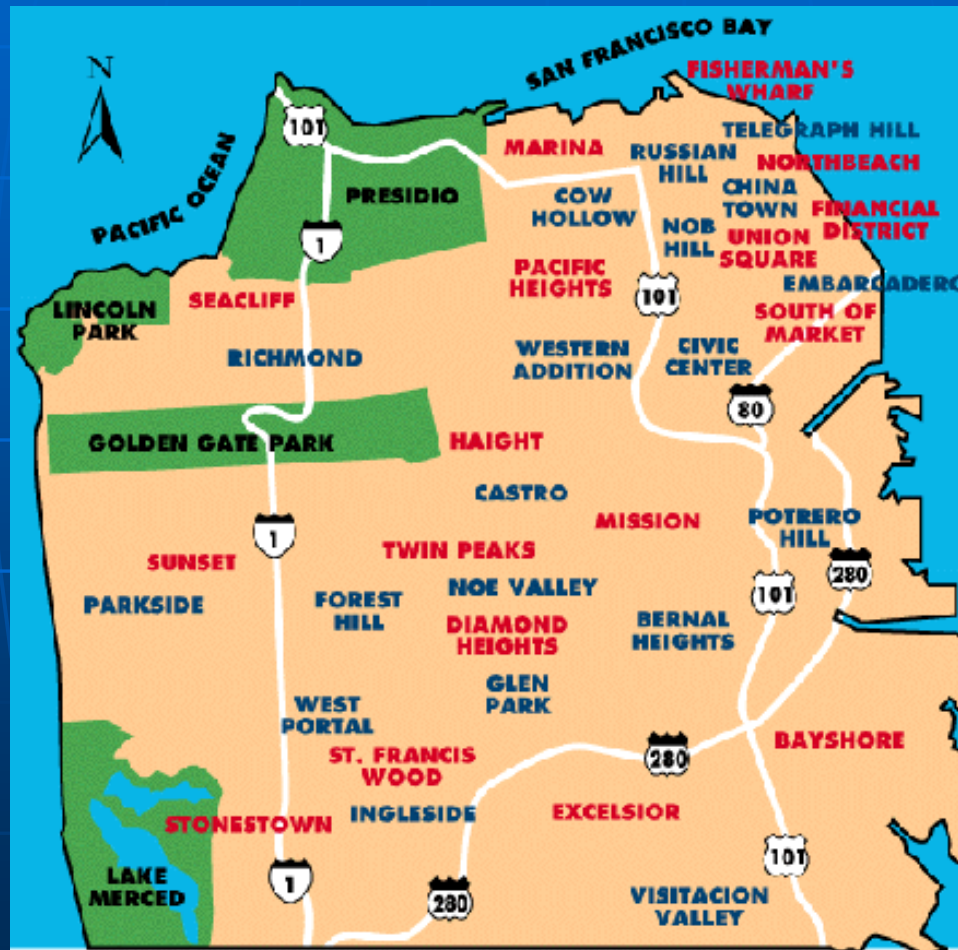 SAN FRANCISCO BAY
N
FISHERMAN'S
WHARF
101
TELEGRAPH HILL
PACIFIC OCEAN
MARINA
RUSSIAN
HILL
NORTHBEACH
PRESIDIO
COW
HOLLOW
CHINA
TOWN
FINANCIAL
DISTRICT
1
NOB
HILL
UNION
SQUARE
PACIFIC
HEIGHTS
EMBARCADERO
SEACLIFF
101
LINCOLN
PARK
SOUTH OF
MARKET
RICHMOND
WESTERN
ADDITION
CIVIC
CENTER
80
GOLDEN GATE PARK
HAIGHT
CASTRO
MISSION
POTRERO
HILL
1
TWIN PEAKS
SUNSET
280
NOE VALLEY
101
PARKSIDE
FOREST
HILL
DIAMOND
HEIGHTS
BERNAL
HEIGHTS
GLEN
PARK
WEST
PORTAL
BAYSHORE
ST. FRANCIS
WOOD
280
STONESTOWN
INGLESIDE
EXCELSIOR
101
LAKE
MERCED
1
280
VISITACION
VALLEY